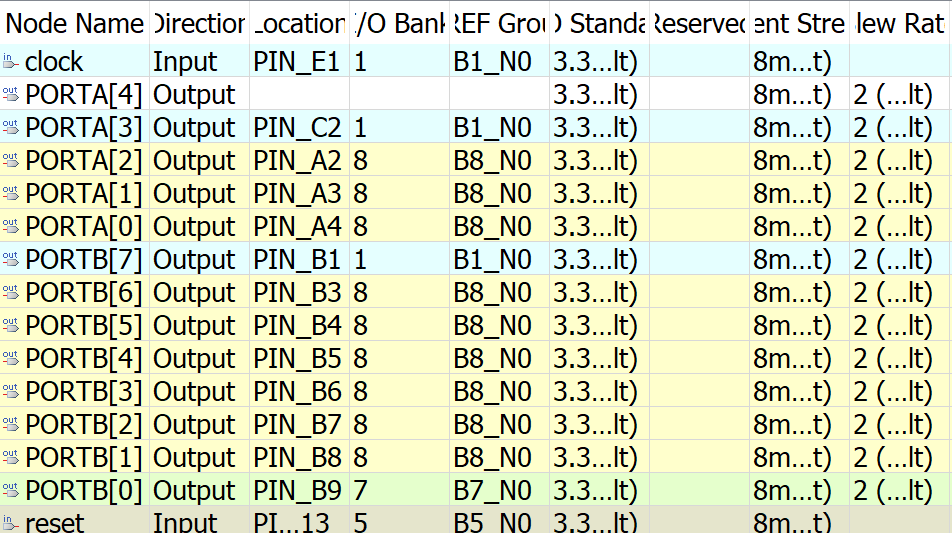 Node Name Direction Location I/O Bank REF Grou O Standa Reserved ent Stre lew Rat
in clock Input PIN_E1 1 B1_N0 3.3...lt) 8m...t)
out PORTA[4] Output 3.3...lt) 8m...t) 2 (...lt)
out PORTA[3] Output PIN_C2 1 B1_N0 3.3...lt) 8m...t) 2 (...lt)
out PORTA[2] Output PIN_A2 8 B8_N0 3.3...lt) 8m...t) 2 (...lt)
out PORTA[1] Output PIN_A3 8 B8_N0 3.3...lt) 8m...t) 2 (...lt)
out PORTA[0] Output PIN_A4 8 B8_N0 3.3...lt) 8m...t) 2 (...lt)
out PORTB[7] Output PIN_B1 1 B1_N0 3.3...lt) 8m...t) 2 (...lt)
out PORTB[6] Output PIN_B3 8 B8_N0 3.3...lt) 8m...t) 2 (...lt)
out PORTB[5] Output PIN_B4 8 B8_N0 3.3...lt) 8m...t) 2 (...lt)
out PORTB[4] Output PIN_B5 8 B8_N0 3.3...lt) 8m...t) 2 (...lt)
out PORTB[3] Output PIN_B6 8 B8_N0 3.3...lt) 8m...t) 2 (...lt)
out PORTB[2] Output PIN_B7 8 B8_N0 3.3...lt) 8m...t) 2 (...lt)
out PORTB[1] Output PIN_B8 8 B8_N0 3.3...lt) 8m...t) 2 (...lt)
out PORTB[0] Output PIN_B9 7 B7_N0 3.3...lt) 8m...t) 2 (...lt)
in reset Input PI...13 5 B5_N0 3.3...lt) 8m...t)